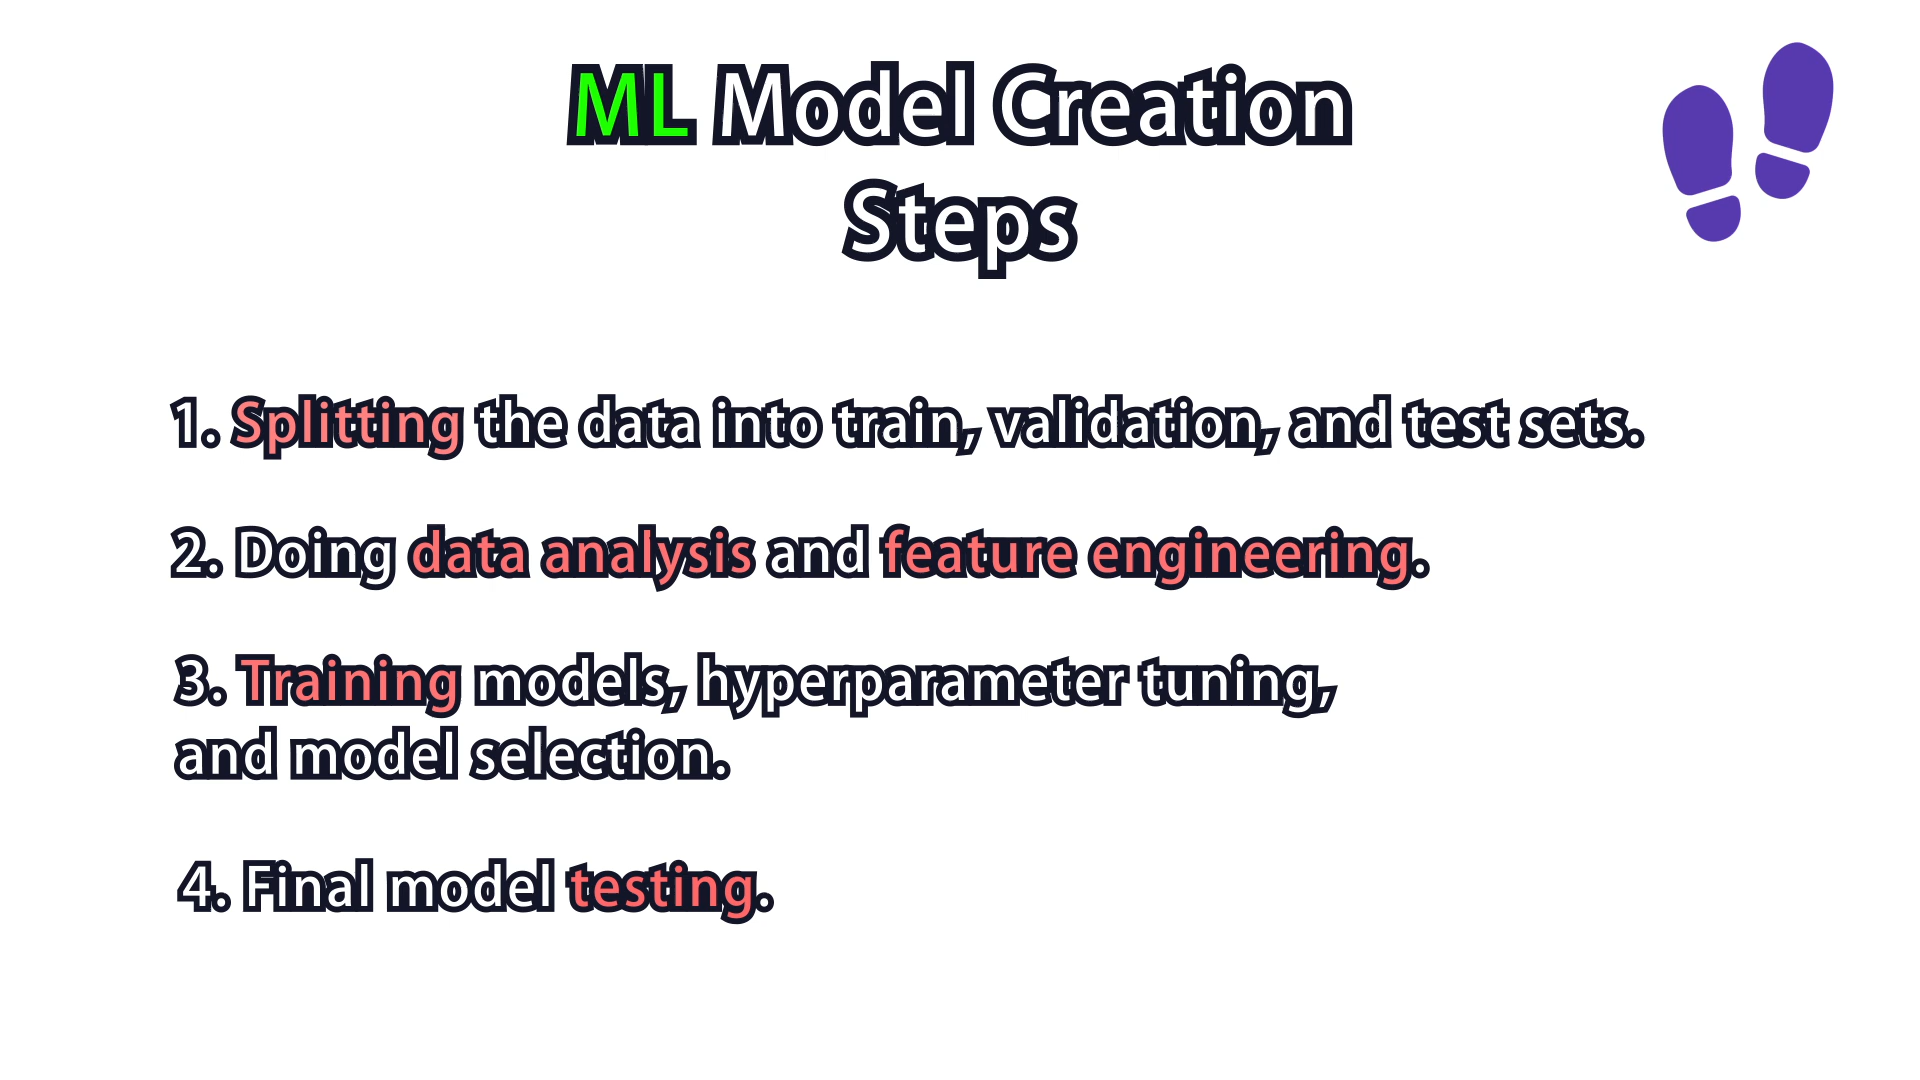 ML Model Creation
Steps
1. Splitting the data into train, validation, and test sets.
2. Doing data analysis and feature engineering.
3. Training models, hyperparameter tuning,
and model selection.
4. Final model testing.